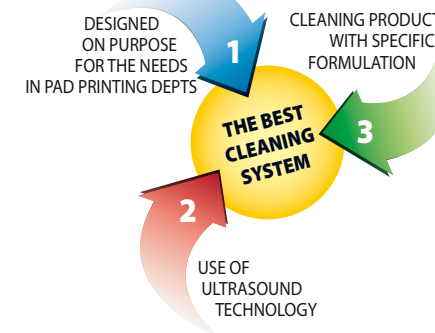 DESIGNED
ON PURPOSE
FOR THE NEEDS
IN PAD PRINTING DEPTS
1
CLEANING PRODUCT
WITH SPECIFIC
FORMULATION
3
THE BEST
CLEANING
SYSTEM
2
USE OF
ULTRASOUND
TECHNOLOGY